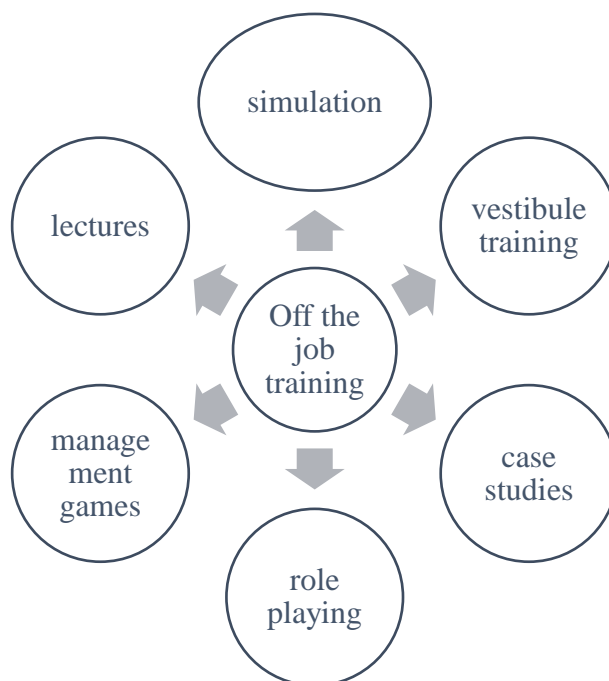 simulation
vestibule
training
case
studies
role
playing
manage
ment
games
lectures
Off the
job
training